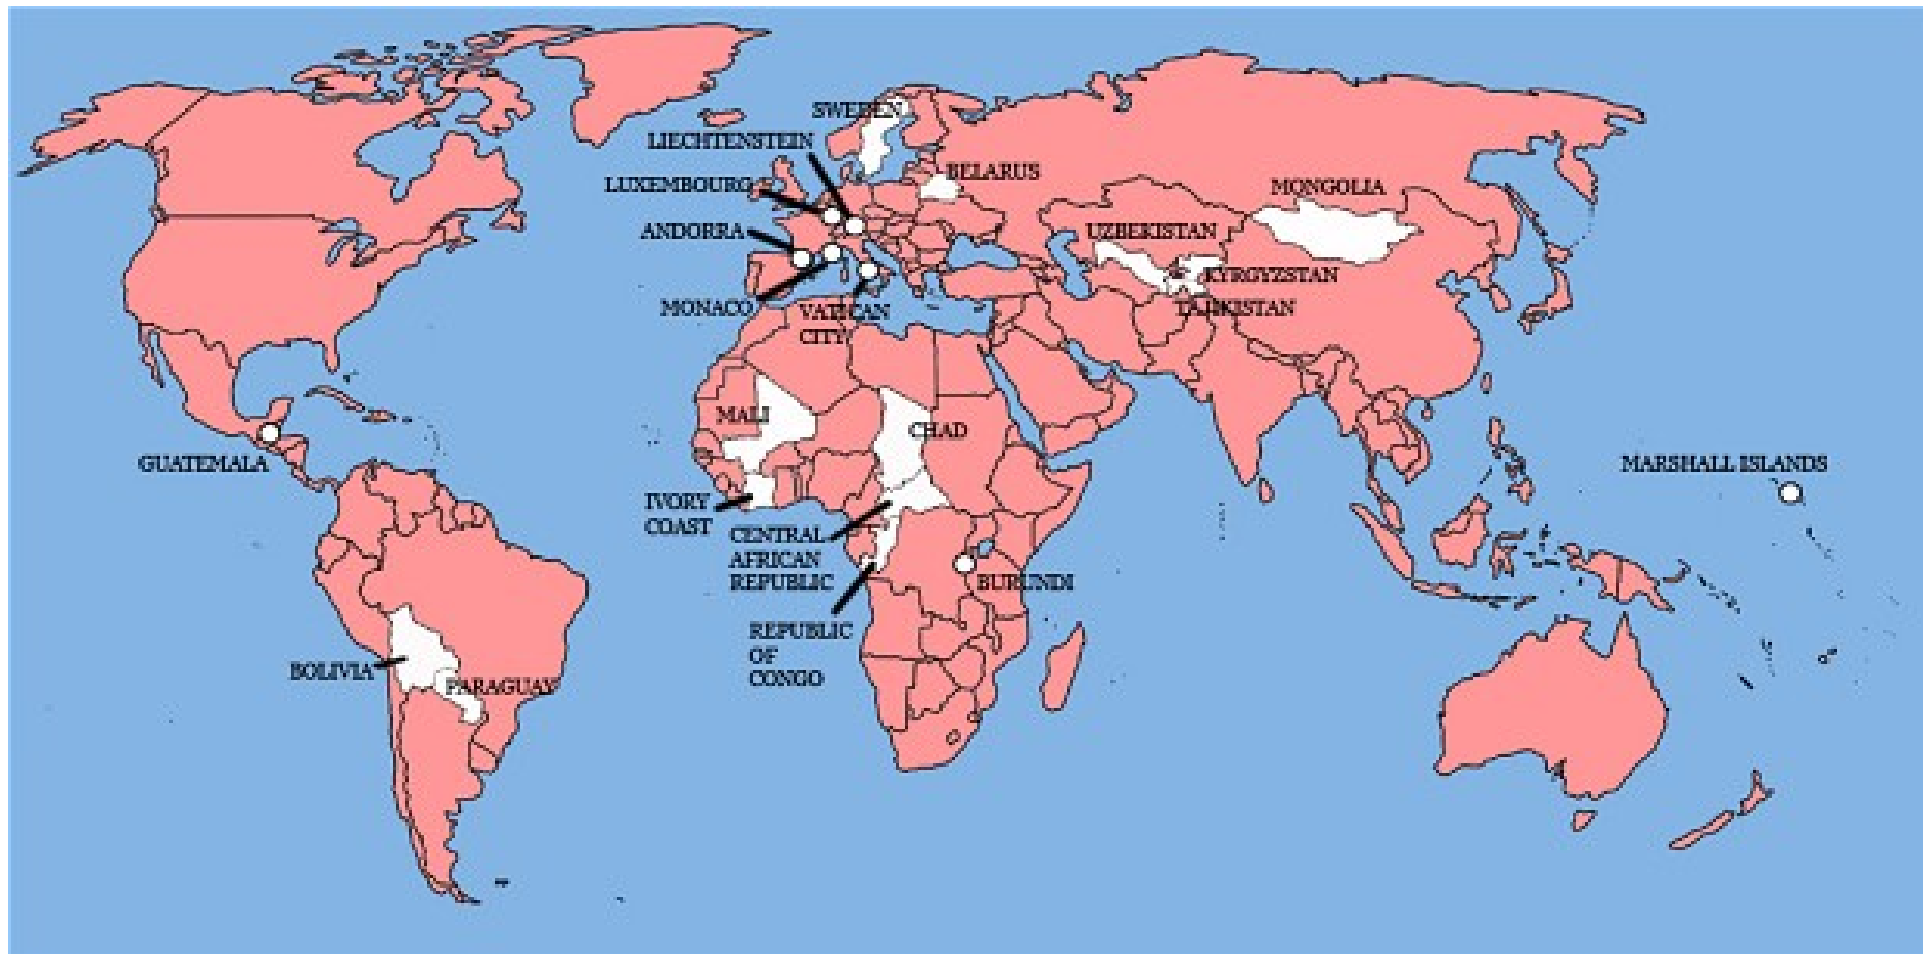 SWEDEN
LIECHTENSTEIN
BELARUS
LUXEMBOURG
MONGOLIA
ANDORRA
UZBEKISTAN
KYRGYZSTAN
MONACO
VATICAN
CITY
TAJIKISTAN
MALI
CHAD
GUATEMALA
MARSHALL ISLANDS
IVORY
COAST
CENTRAL
AFRICAN
REPUBLIC
BURUNDI
REPUBLIC
OF
CONGO
BOLIVIA
PARAGUAY